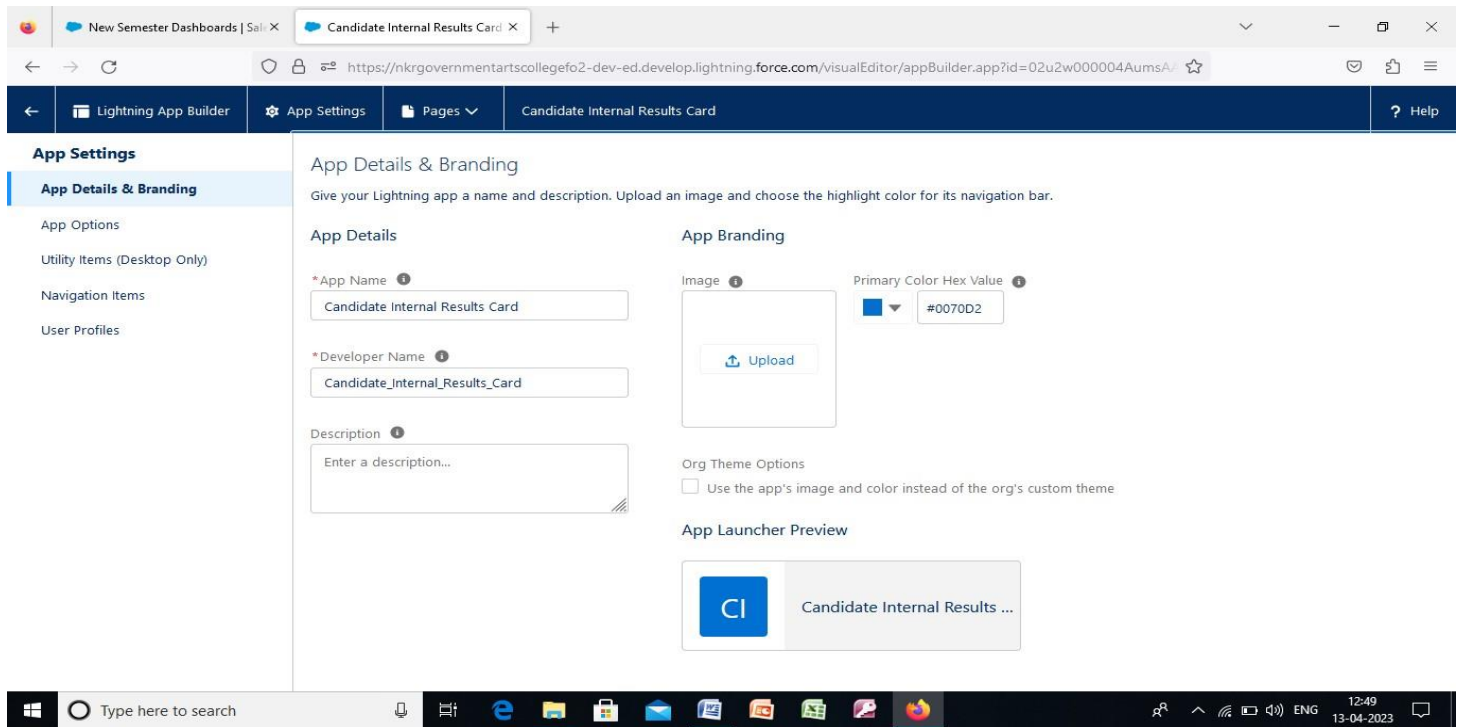 New Semester Dashboards | Sal
Candidate Internal Results Card
https://nkrgovernmentartscollegefo2-dev-ed.develop.lightning.force.com/visualEditor/appBuilder.app?id=02u2w000004AumsA
Lightning App Builder
App Settings
Pages
Candidate Internal Results Card
? Help
App Settings
App Details & Branding
App Options
Utility Items (Desktop Only)
Navigation Items
User Profiles
App Details & Branding
Give your Lightning app a name and description. Upload an image and choose the highlight color for its navigation bar.
App Details
*App Name
Candidate Internal Results Card
*Developer Name
Candidate_Internal_Results_Card
Description
Enter a description...
App Branding
Image
Upload
Primary Color Hex Value
#0070D2
Org Theme Options
Use the app's image and color instead of the org's custom theme
App Launcher Preview
CI
Candidate Internal Results ...
Type here to search
ENG
12:49
13-04-2023